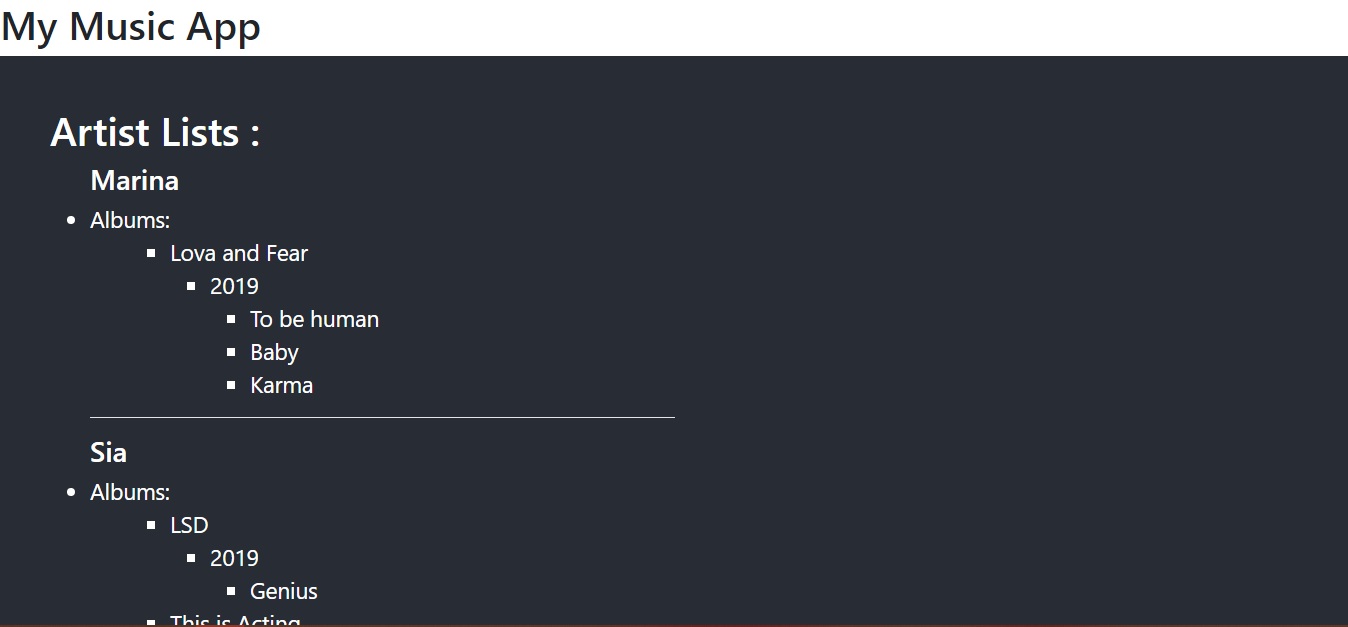 My Music App
Artist Lists :
Marina
Albums:
Lova and Fear
2019
To be human
Baby
Karma
Sia
Albums:
LSD
2019
Genius
This is Acting